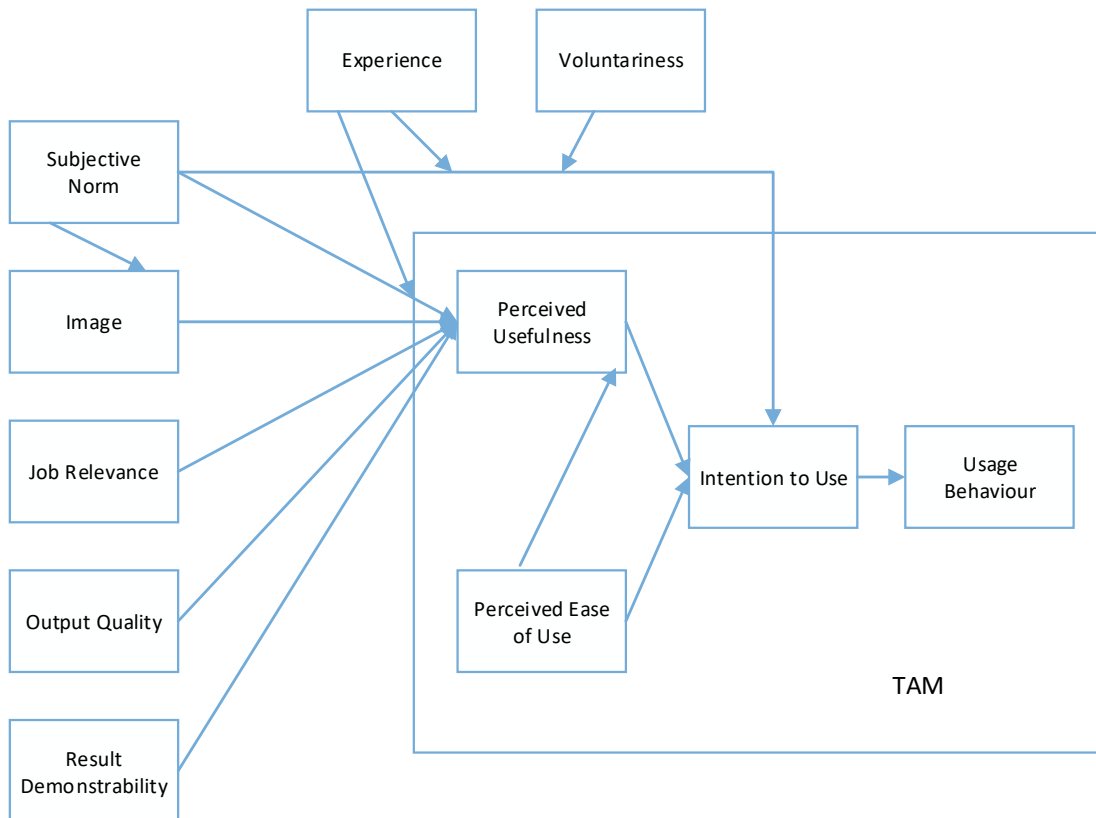 Experience
Voluntariness
Subjective
Norm
Image
Perceived
Usefulness
Job Relevance
Intention to Use
Usage
Behaviour
Output Quality
Perceived Ease
of Use
TAM
Result
Demonstrability